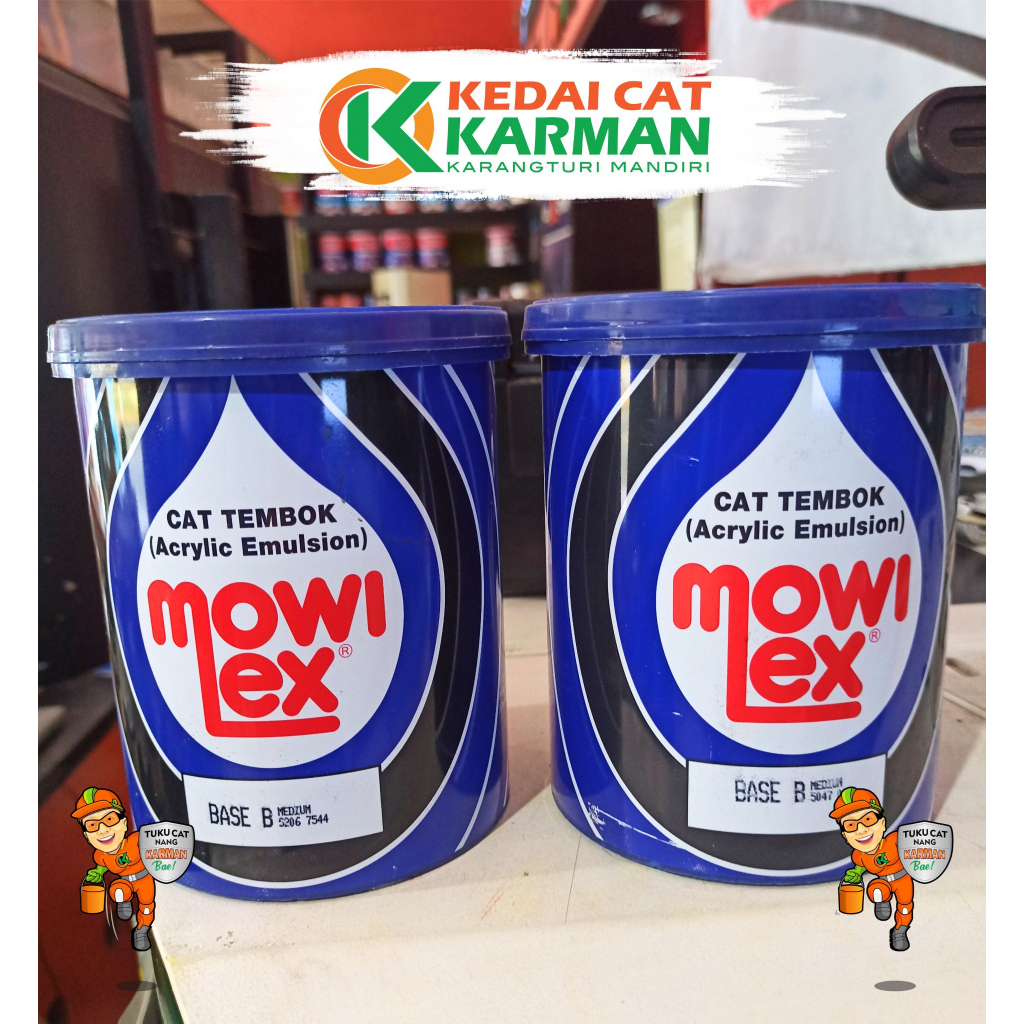 KEDAI CAT
KARMAN
KARANGTURI MANDIRI
CAT TEMBOK
(Acrylic Emulsion)
mowi
Lex®
BASE B MEDIUM
5206 7544
CAT TEMBOK
(Acrylic Emulsion)
mowi
Lex®
BASE B MEDIUM
5047
TUKU CAT
NANG
KARMAN
Bae!
TUKU CAT
NANG
KARMAN
Bae!